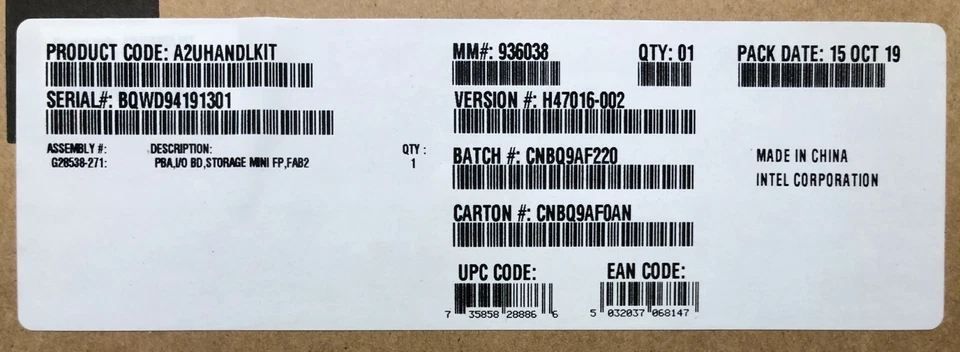 PRODUCT CODE: A2UHANDLKIT
SERIAL#: BQWD94191301
ASSEMBLY #: DESCRIPTION: QTY :
G28538-271: PBA,I/O BD,STORAGE MINI FP,FAB2 1
MM#: 936038 QTY: 01
VERSION #: H47016-002
BATCH #: CNBQ9AF220
CARTON #: CNBQ9AF0AN
UPC CODE: EAN CODE:
7 35858 28886 6 5 032037 068147
PACK DATE: 15 OCT 19
MADE IN CHINA
INTEL CORPORATION